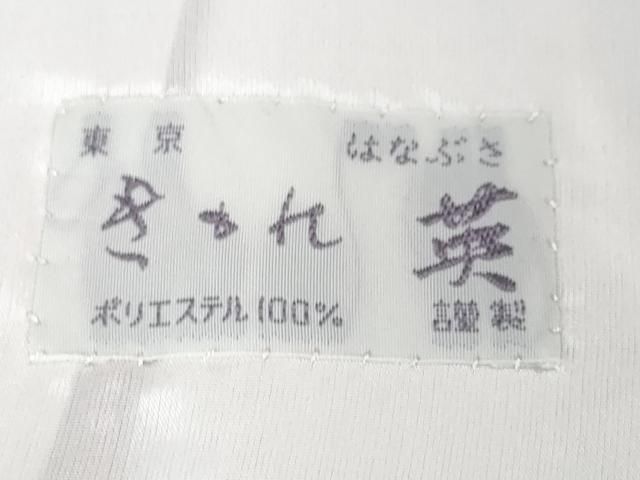 東京 はなぶさ
きもの 英
ポリエステル100% 謹製